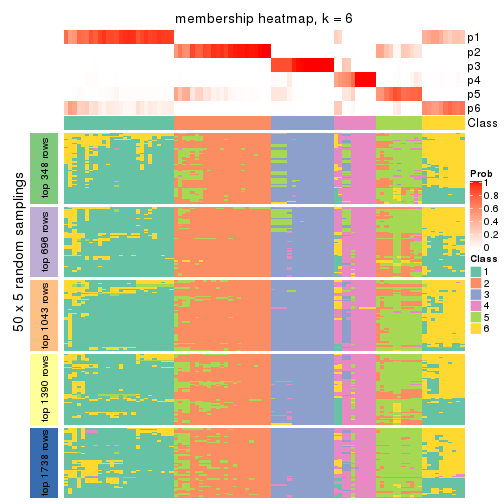 membership heatmap, k = 6
p1
p2
p3
p4
p5
p6
Class
50 x 5 random samplings
top 348 rows
top 696 rows
top 1043 rows
top 1390 rows
top 1738 rows
Prob
1
0.8
0.6
0.4
0.2
0
Class
1
2
3
4
5
6